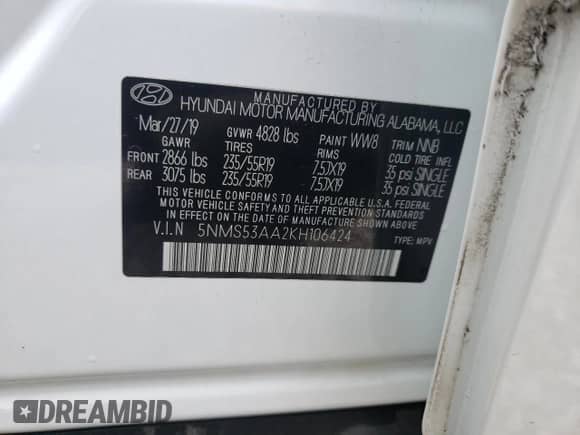 MANUFACTURED BY
HYUNDAI MOTOR MANUFACTURING ALABAMA, LLC
Mar/27/19 GVWR 4828 lbs PAINT WW8 TRIM NNB
GAWR TIRES RIMS COLD TIRE INFL.
FRONT 2866 lbs 235/55R19 7.5JX19 35 psi SINGLE
REAR 3075 lbs 235/55R19 7.5JX19 35 psi SINGLE
THIS VEHICLE CONFORMS TO ALL APPLICABLE U.S.A. FEDERAL
MOTOR VEHICLE SAFETY, BUMPER, AND THEFT PREVENTION
STANDARDS IN EFFECT ON THE DATE OF MANUFACTURE SHOWN ABOVE.
V.I.N 5NMS53AA2KH106424 TYPE: MPV
DREAMBID